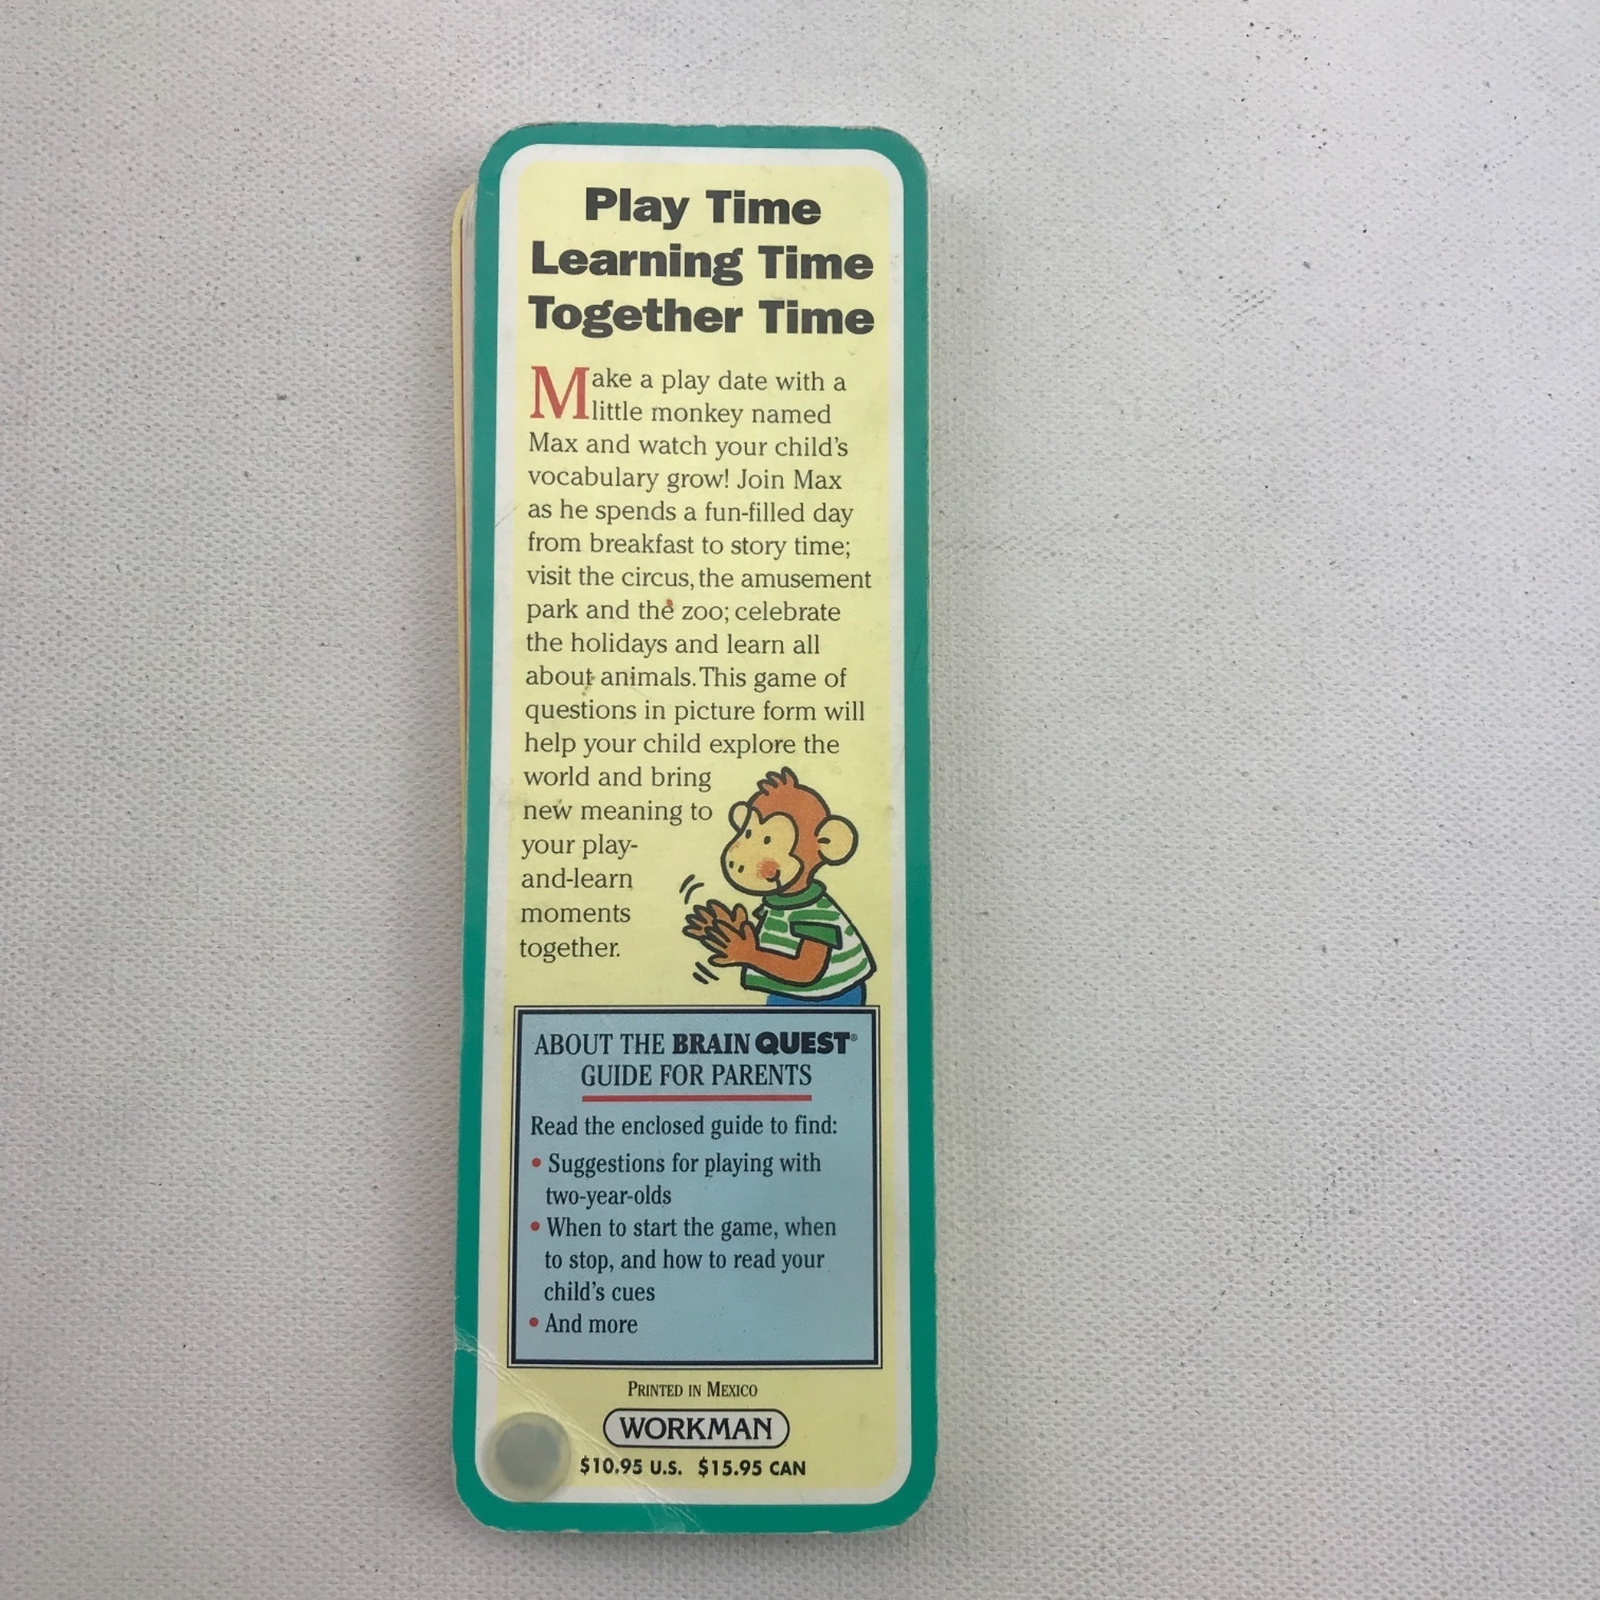 Play Time
Learning Time
Together Time
Make a play date with a
little monkey named
Max and watch your child's
vocabulary grow! Join Max
as he spends a fun-filled day
from breakfast to story time;
visit the circus, the amusement
park and the zoo; celebrate
the holidays and learn all
about animals. This game of
questions in picture form will
help your child explore the
world and bring
new meaning to
your play-
and-learn
moments
together.
ABOUT THE BRAIN QUEST®
GUIDE FOR PARENTS
Read the enclosed guide to find:
• Suggestions for playing with
two-year-olds
• When to start the game, when
to stop, and how to read your
child's cues
• And more
PRINTED IN MEXICO
WORKMAN
$10.95 U.S. $15.95 CAN